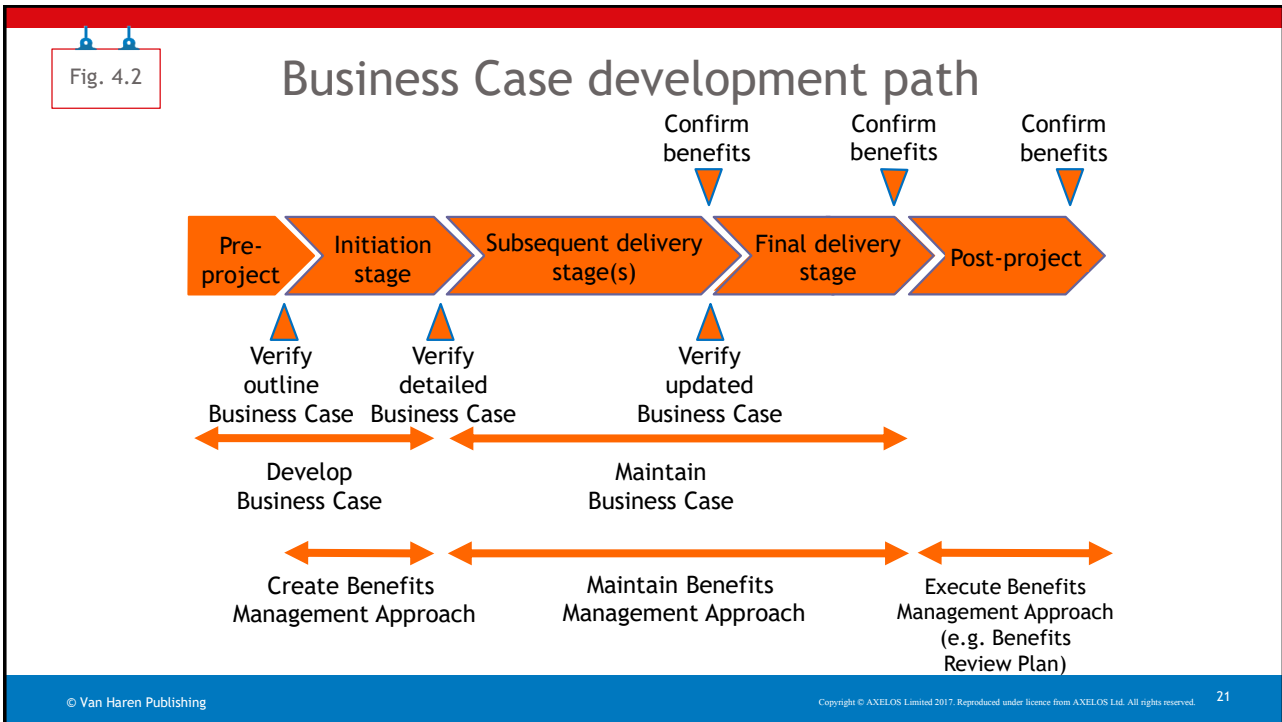 Fig. 4.2
Business Case development path
Confirm
benefits
Confirm
benefits
Confirm
benefits
Pre-
project
Initiation
stage
Subsequent delivery
stage(s)
Final delivery
stage
Post-project
Verify
outline
Business Case
Verify
detailed
Business Case
Verify
updated
Business Case
Develop
Business Case
Maintain
Business Case
Create Benefits
Management Approach
Maintain Benefits
Management Approach
Execute Benefits
Management Approach
(e.g. Benefits
Review Plan)
© Van Haren Publishing
Copyright © AXELOS Limited 2017. Reproduced under licence from AXELOS Ltd. All rights reserved.
21